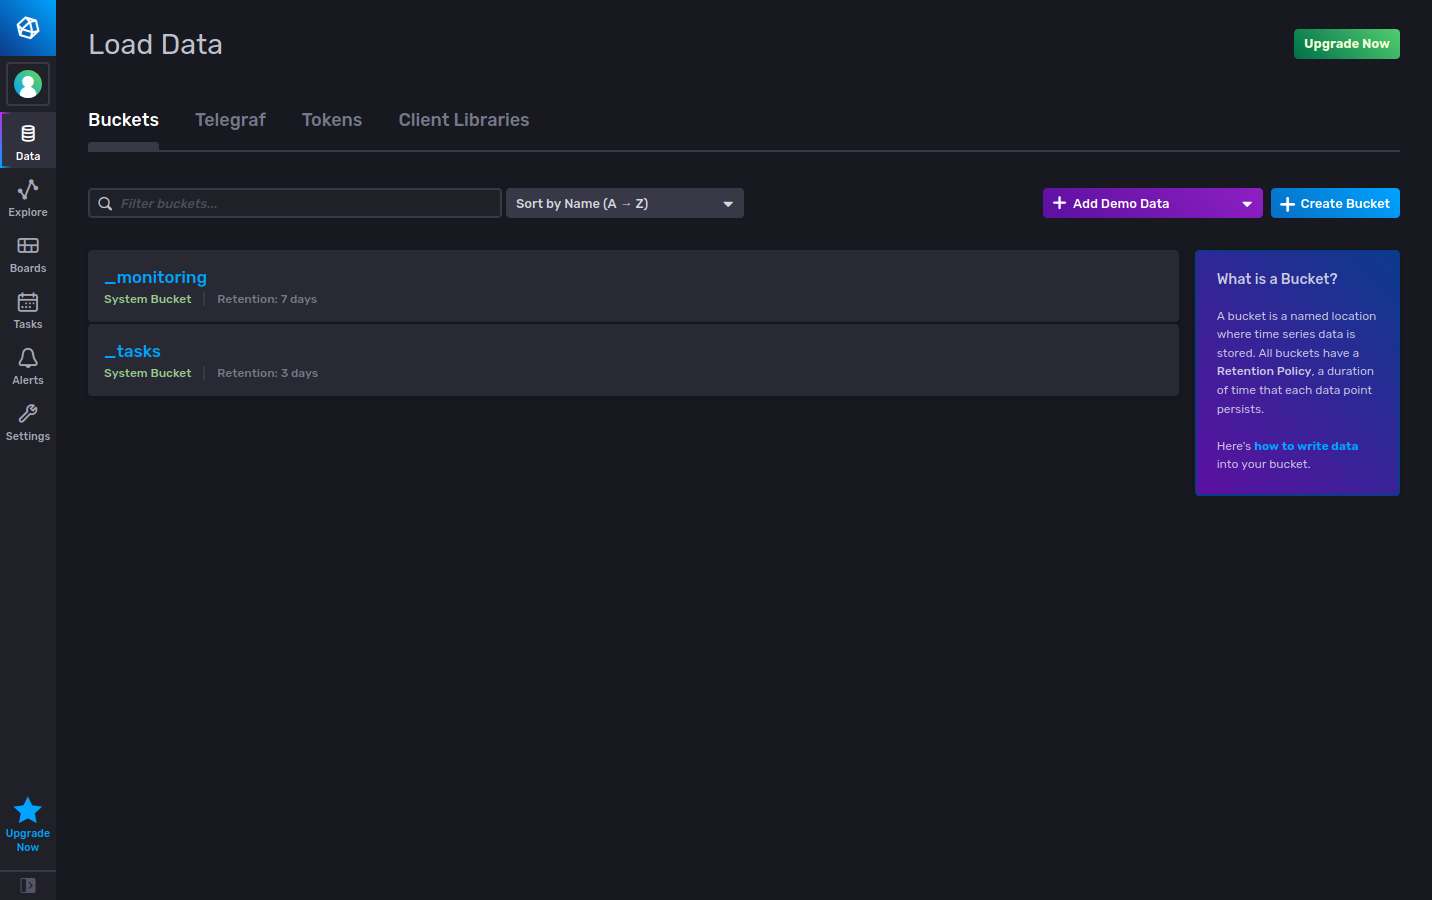 Load Data
Upgrade Now
Buckets
Telegraf
Tokens
Client Libraries
Filter buckets...
Sort by Name (A → Z)
Add Demo Data
Create Bucket
_monitoring
System Bucket
Retention: 7 days
_tasks
System Bucket
Retention: 3 days
What is a Bucket?
A bucket is a named location
where time series data is
stored. All buckets have a
Retention Policy, a duration
of time that each data point
persists.
Here's how to write data
into your bucket.
Data
Explore
Boards
Tasks
Alerts
Settings
Upgrade
Now